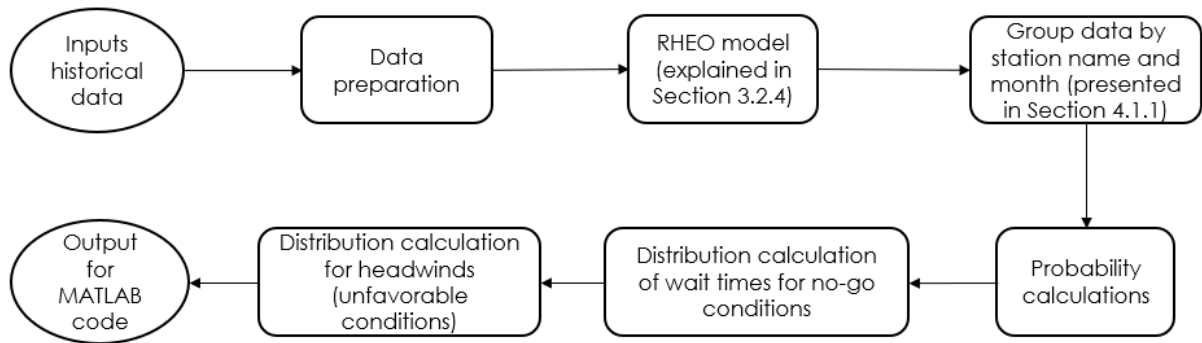 Inputs
historical
data
Data
preparation
RHEO model
(explained in
Section 3.2.4)
Group data by
station name and
month (presented
in Section 4.1.1)
Probability
calculations
Distribution calculation
of wait times for no-go
conditions
Distribution calculation
for headwinds
(unfavorable
conditions)
Output
for
MATLAB
code